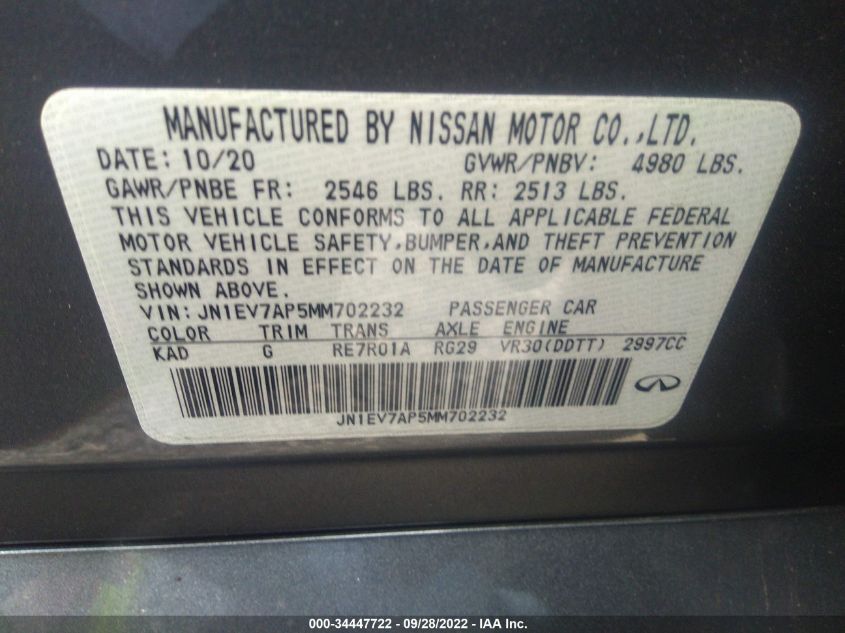 MANUFACTURED BY NISSAN MOTOR CO.,LTD.
DATE: 10/20 GVWR/PNBV: 4980 LBS.
GAWR/PNBE FR: 2546 LBS. RR: 2513 LBS.
THIS VEHICLE CONFORMS TO ALL APPLICABLE FEDERAL
MOTOR VEHICLE SAFETY,BUMPER,AND THEFT PREVENTION
STANDARDS IN EFFECT ON THE DATE OF MANUFACTURE
SHOWN ABOVE.
VIN: JN1EV7AP5MM702232 PASSENGER CAR
COLOR TRIM TRANS AXLE ENGINE
KAD G RE7R01A RG29 VR30(DDTT) 2997CC
JN1EV7AP5MM702232
000-34447722 - 09/28/2022 - IAA Inc.